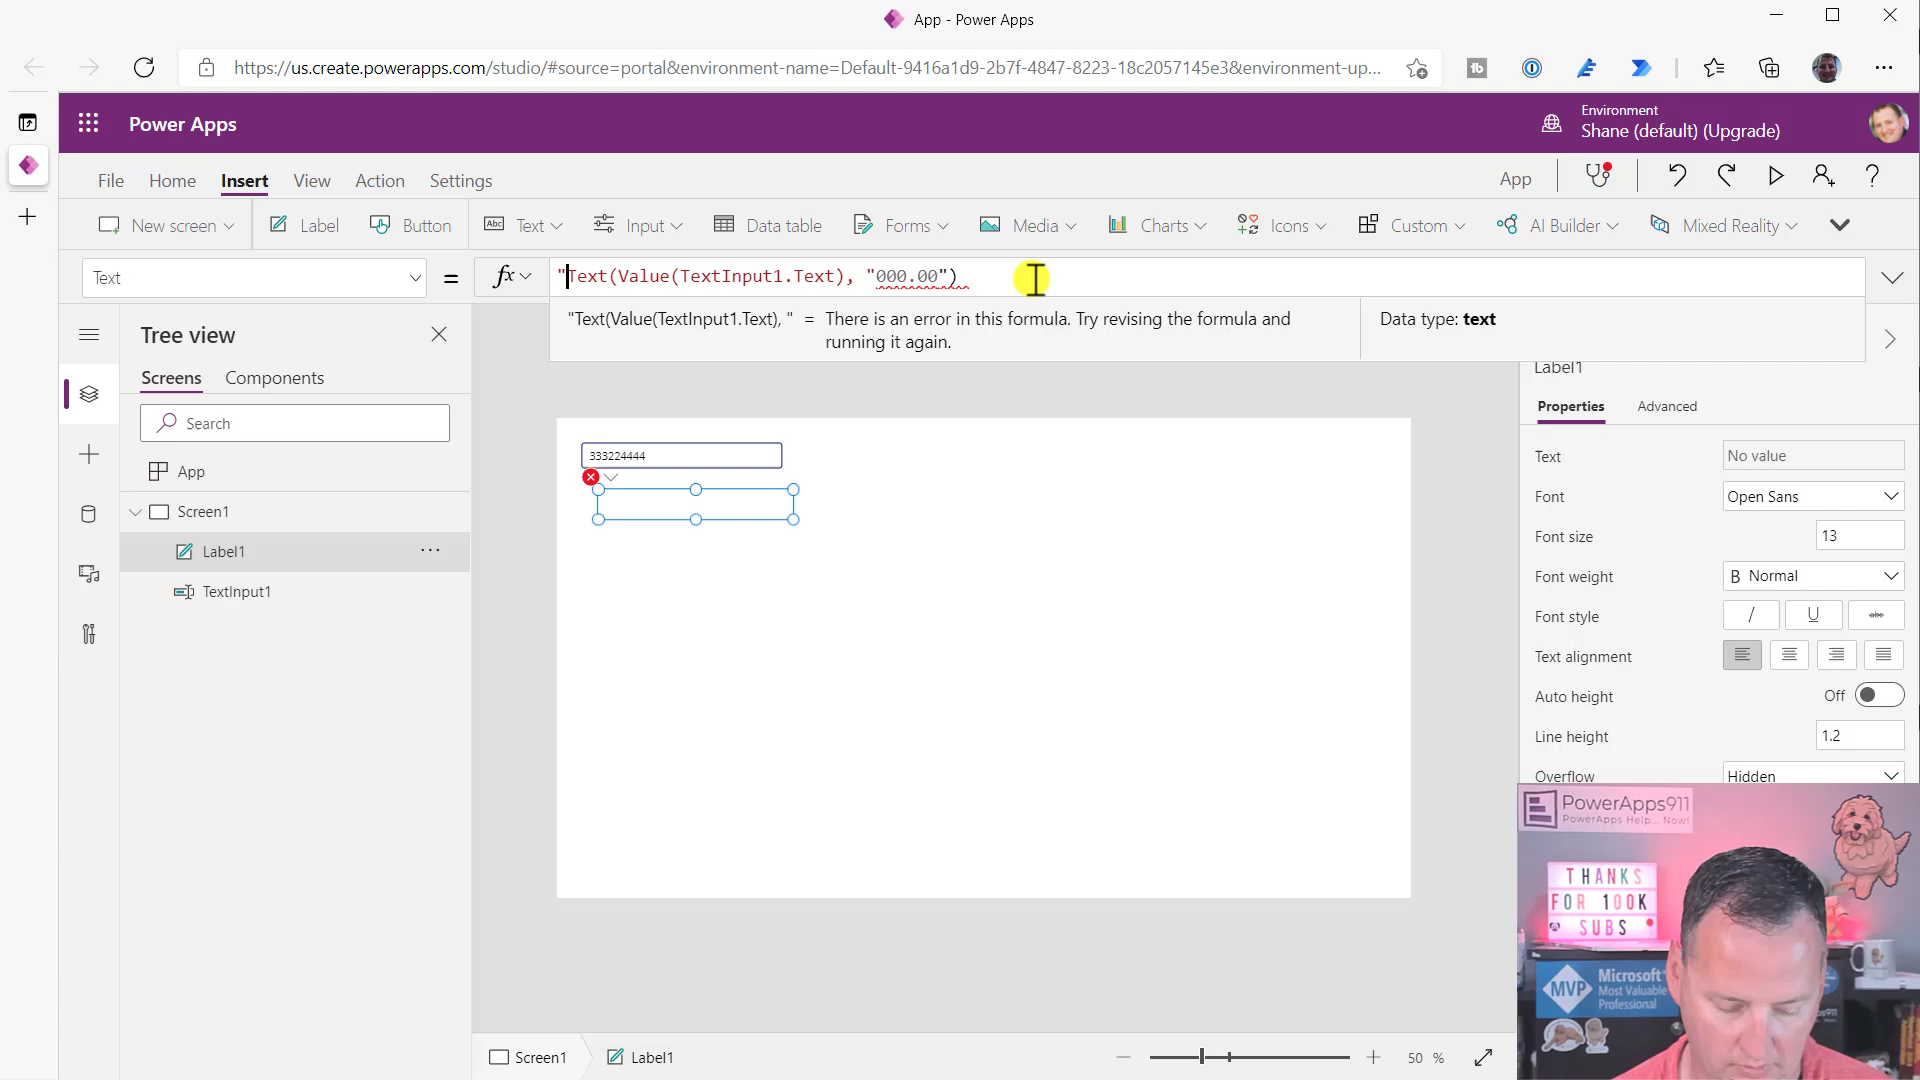 App - Power Apps
https://us.create.powerapps.com/studio/#source=portal&environment-name=Default-9416a1d9-2b7f-4847-8223-18c2057145e3&environment-up...
Power Apps
Environment
Shane (default) (Upgrade)
File Home Insert View Action Settings
App
New screen Label Button Text Input Data table Forms Media Charts Icons Custom AI Builder Mixed Reality
Text = fx "Text(Value(TextInput1.Text), "000.00")
"Text(Value(TextInput1.Text), " = There is an error in this formula. Try revising the formula and
running it again.
Data type: text
Tree view
Screens Components
Search
App
Screen1
Label1
TextInput1
333224444
Label1
Properties Advanced
Text No value
Font Open Sans
Font size 13
Font weight B Normal
Font style / U abc
Text alignment
Auto height Off
Line height 1.2
Overflow Hidden
PowerApps911
PowerApps Help... Now!
THANKS
FOR 100K
SUBS
MVP
Microsoft
Most Valuable
Professional
Screen1 Label1
50 %